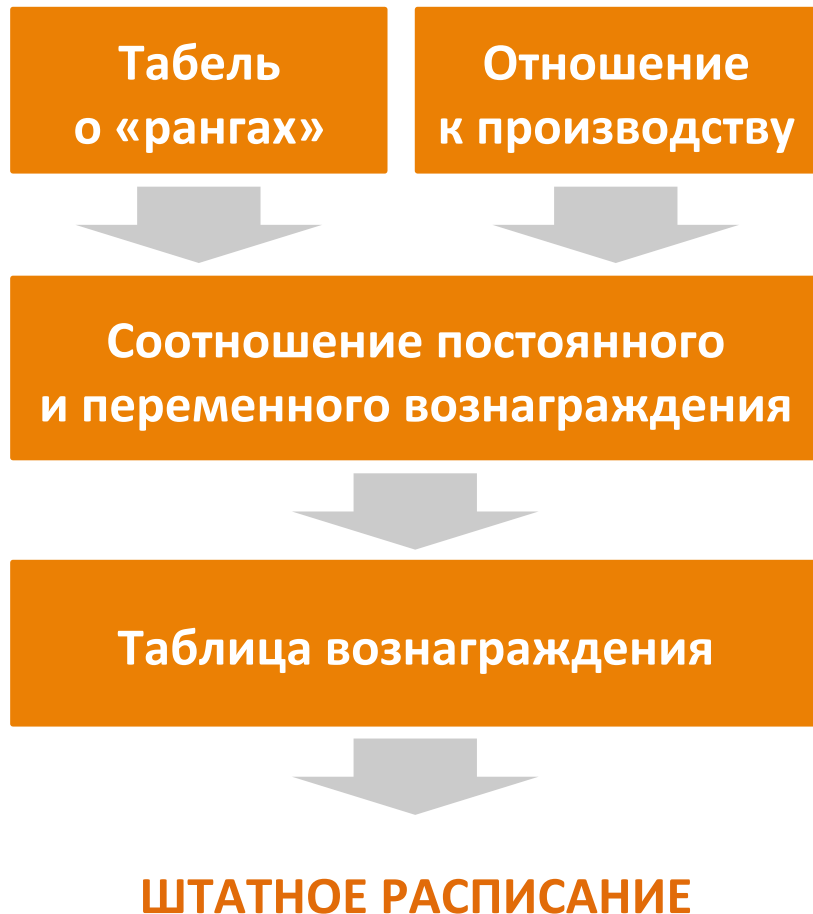 Табель
о «рангах»
Отношение
к производству
Соотношение постоянного
и переменного вознаграждения
Таблица вознаграждения
ШТАТНОЕ РАСПИСАНИЕ